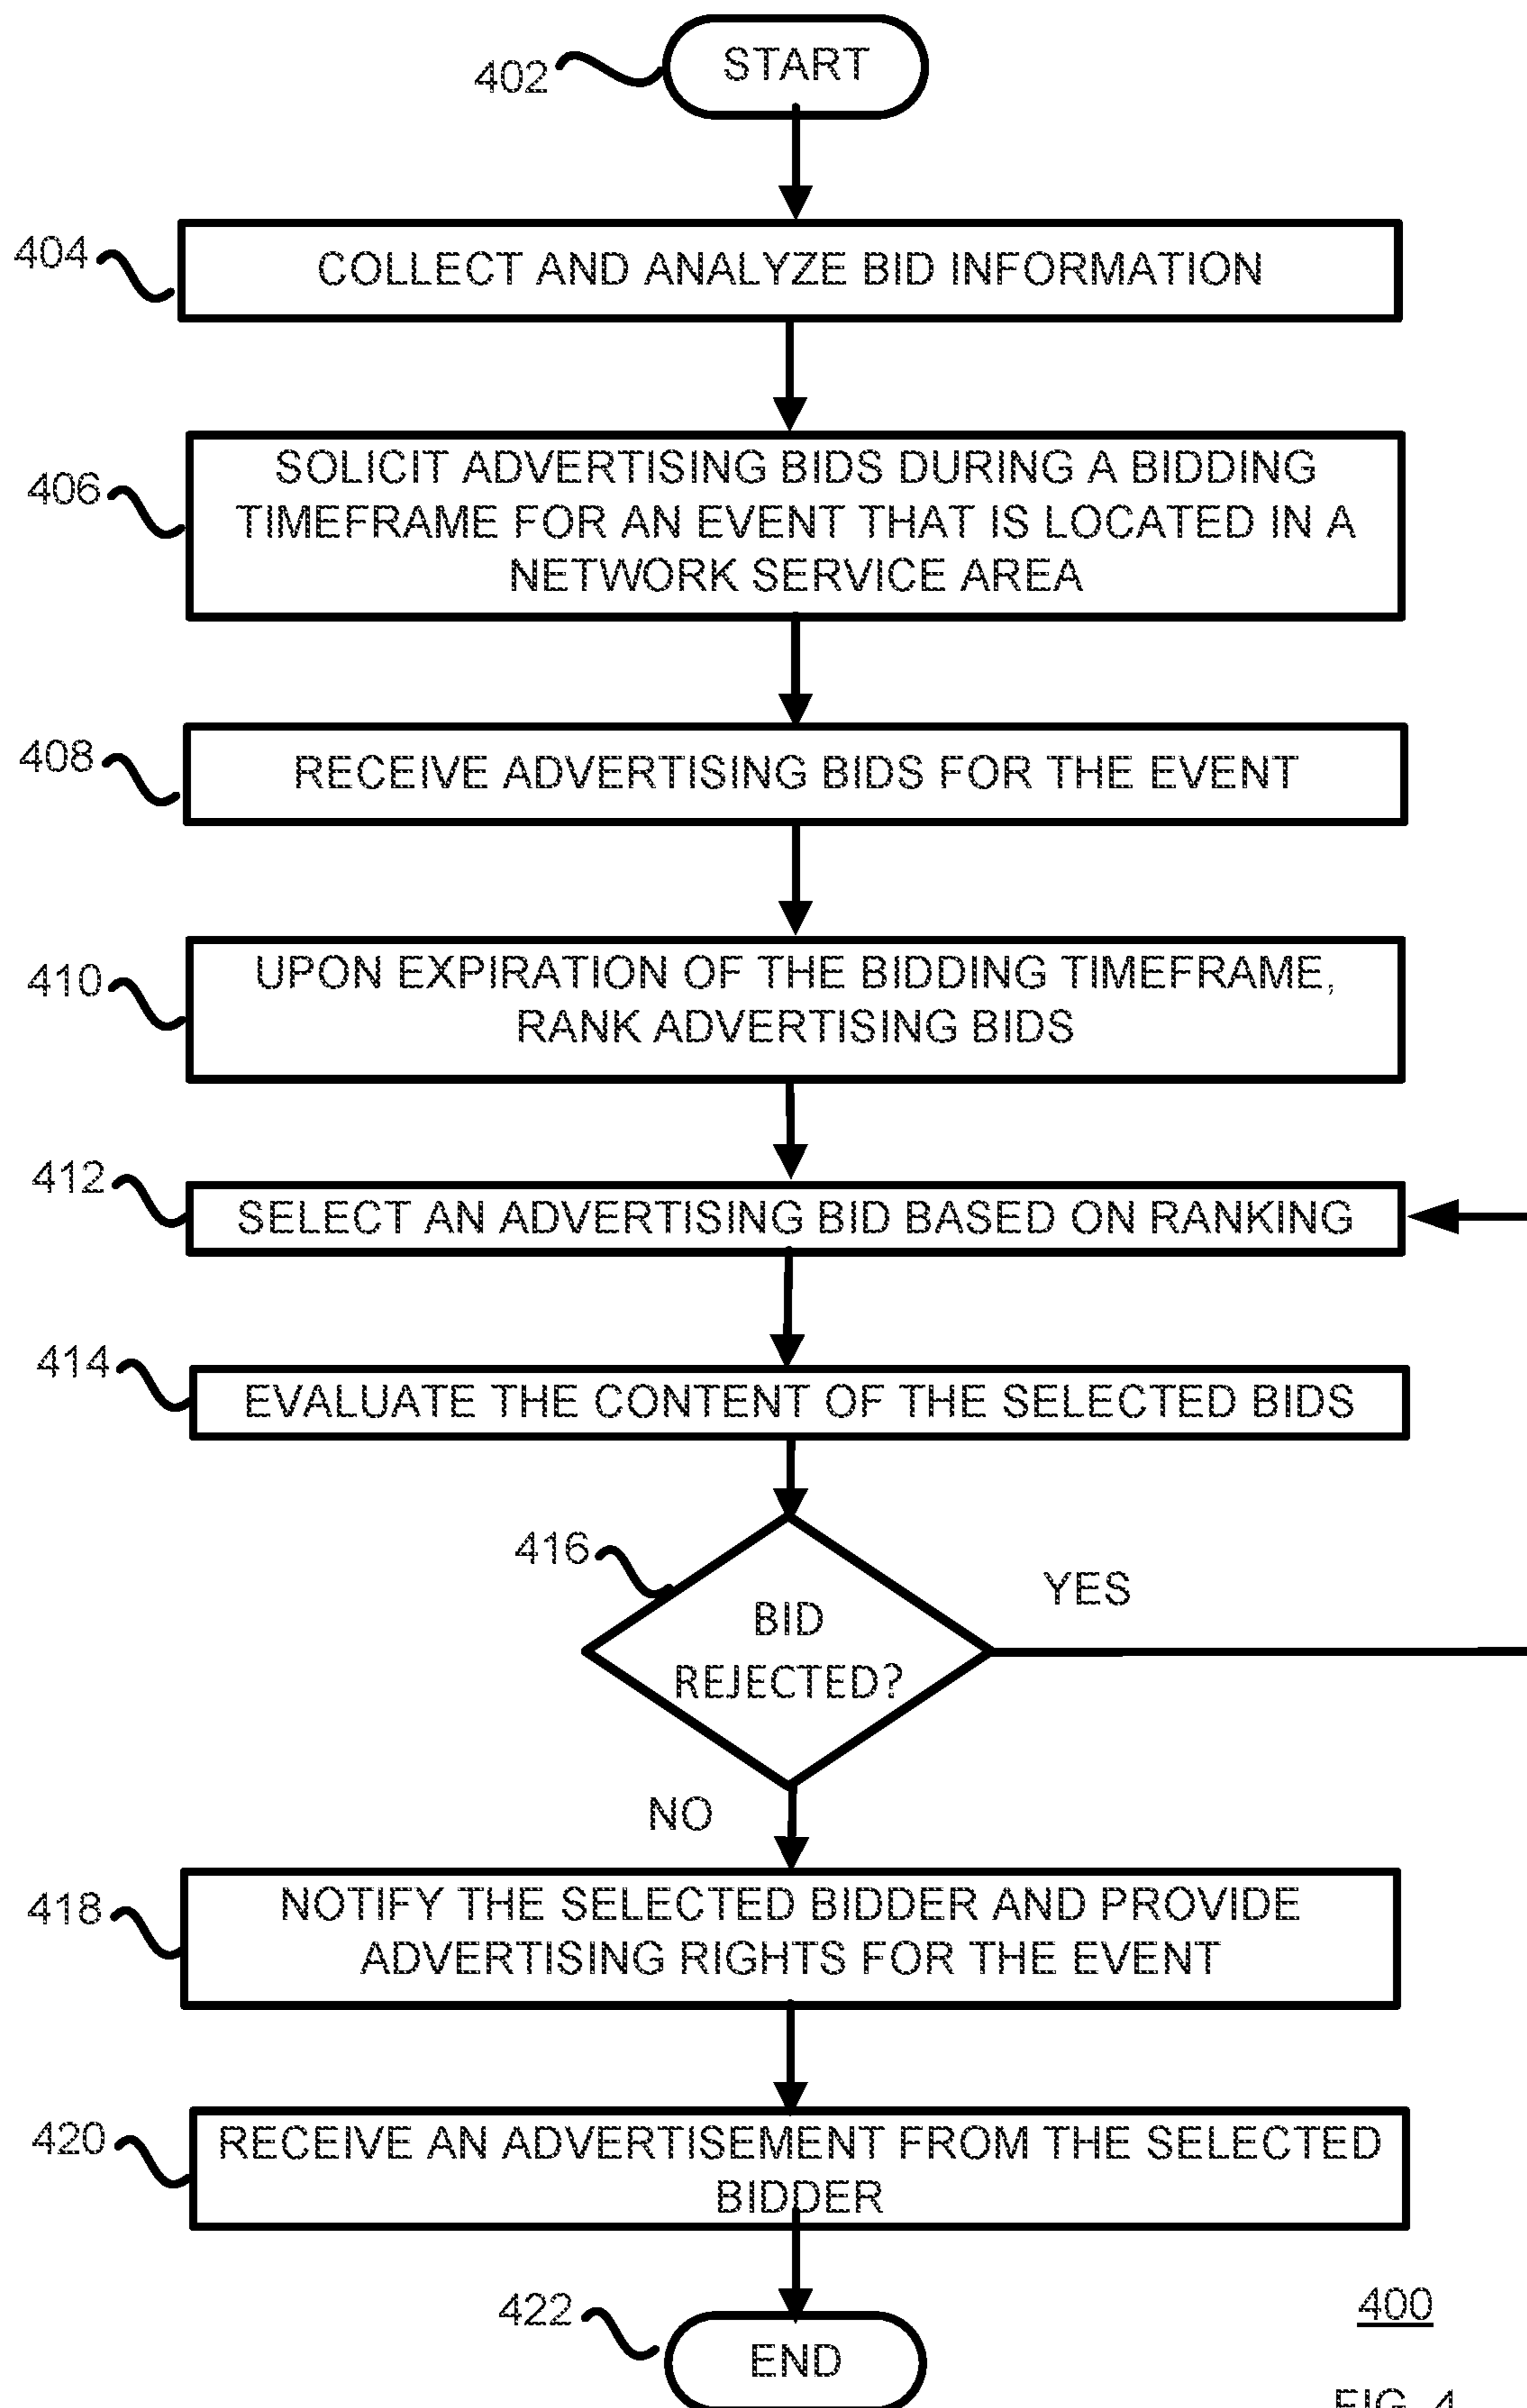 402
START
404
COLLECT AND ANALYZE BID INFORMATION
406
SOLICIT ADVERTISING BIDS DURING A BIDDING
TIMEFRAME FOR AN EVENT THAT IS LOCATED IN A
NETWORK SERVICE AREA
408
RECEIVE ADVERTISING BIDS FOR THE EVENT
410
UPON EXPIRATION OF THE BIDDING TIMEFRAME,
RANK ADVERTISING BIDS
412
SELECT AN ADVERTISING BID BASED ON RANKING
414
EVALUATE THE CONTENT OF THE SELECTED BIDS
416
BID
REJECTED?
YES
NO
418
NOTIFY THE SELECTED BIDDER AND PROVIDE
ADVERTISING RIGHTS FOR THE EVENT
420
RECEIVE AN ADVERTISEMENT FROM THE SELECTED
BIDDER
422
END
400
FIG. 4